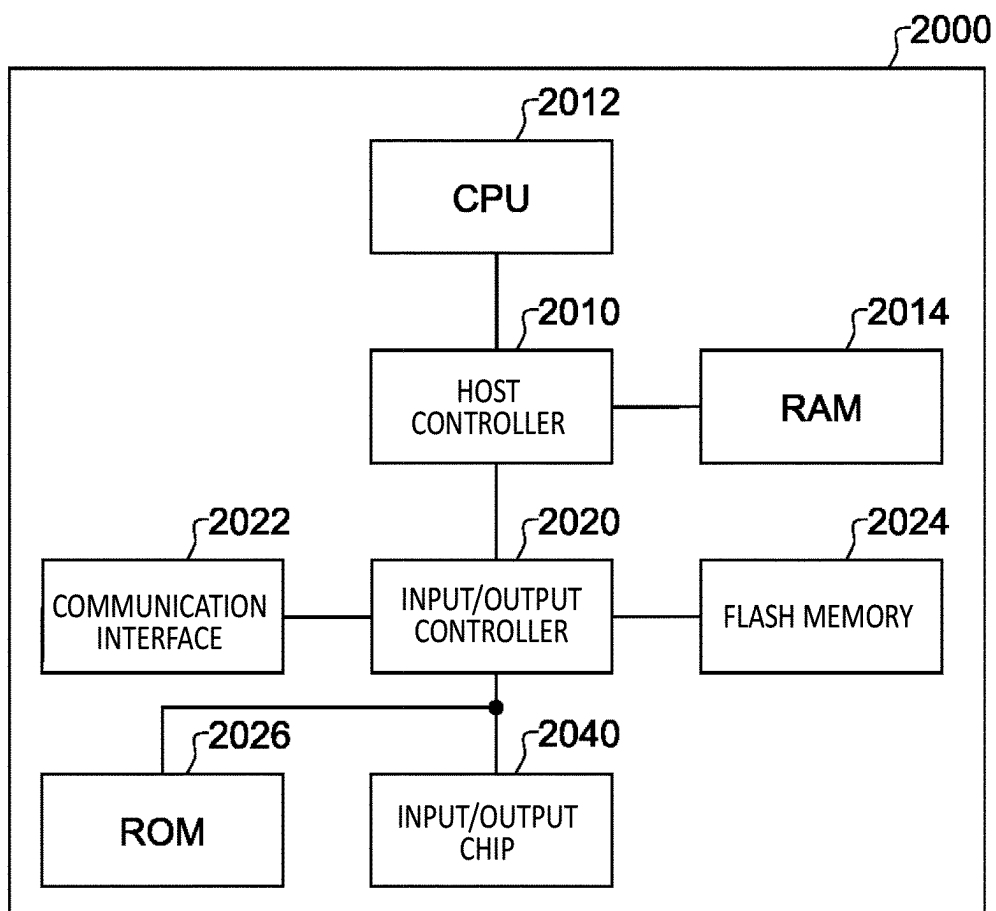 2000
2012
CPU
2010
2014
HOST
CONTROLLER
RAM
2022
2020
2024
COMMUNICATION
INTERFACE
INPUT/OUTPUT
CONTROLLER
FLASH MEMORY
2026
2040
ROM
INPUT/OUTPUT
CHIP